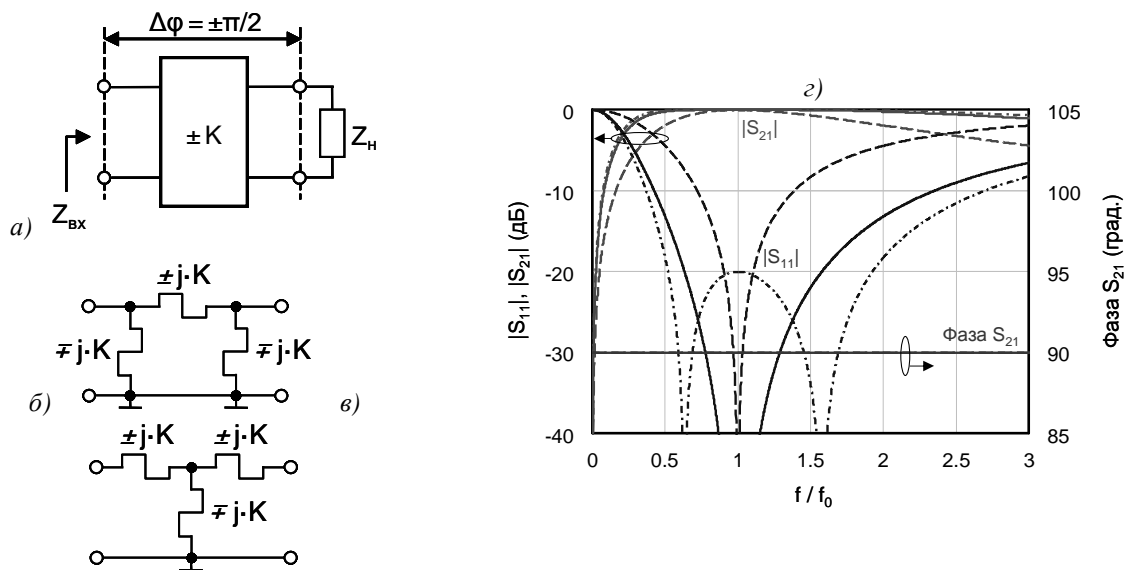 Δφ = ±π/2
± K
Zн
Zвх
а)
± j·K
∓ j·K
∓ j·K
б)
в)
± j·K
± j·K
∓ j·K
г)
|S11|, |S21| (дБ)
0
-10
-20
-30
-40
|S21|
|S11|
Фаза S21
105
100
95
90
85
Фаза S21 (град.)
0
0.5
1
1.5
2
2.5
3
f / f0